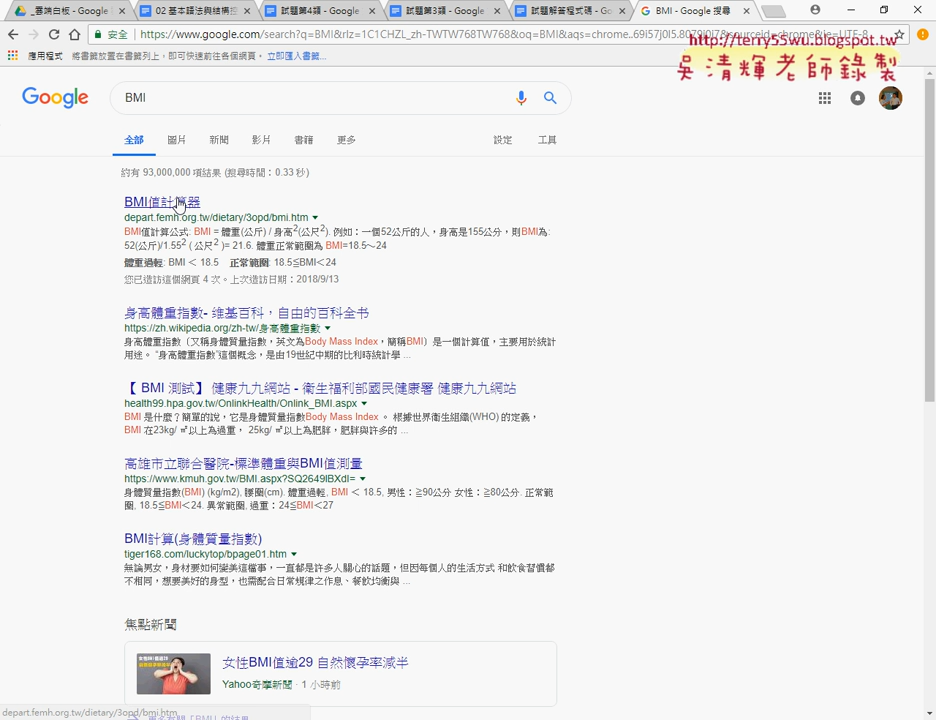 _雲端白板 - Google
02 基本語法與結構控
試題第4類 - Google
試題第3類 - Google
試題解答程式碼 - Goo
BMI - Google 搜尋
安全
https://www.google.com/search?q=BMI&rlz=1C1CHZL_zh-TWTW768TW768&oq=BMI&aqs=chrome..69i57j0l5.
應用程式
將書籤放置在書籤列上，即可快速前往各個網頁。
立即匯入書籤...
http://terry55wu.blogspot.tw
吳清輝老師錄製
Google
BMI
全部
圖片
新聞
影片
書籍
更多
設定
工具
約有 93,000,000 項結果 (搜尋時間：0.33 秒)
BMI值計算器
depart.femh.org.tw/dietary/3opd/bmi.htm
BMI值計算公式: BMI = 體重(公斤) / 身高²(公尺²). 例如：一個52公斤的人，身高是155公分，則BMI為:
52(公斤)/1.55² ( 公尺² )= 21.6. 體重正常範圍為 BMI=18.5～24
體重過輕: BMI < 18.5 正常範圍: 18.5≦BMI＜24
您已造訪這個網頁 4 次。上次造訪日期：2018/9/13
身高體重指數- 維基百科，自由的百科全書
https://zh.wikipedia.org/zh-tw/身高體重指數
身高體重指數（又稱身體質量指數，英文為Body Mass Index，簡稱BMI）是一個計算值，主要用於統計
用途。 "身高體重指數"這個概念，是由19世紀中期的比利時統計學 ...
【 BMI 測試】 健康九九網站 - 衛生福利部國民健康署 健康九九網站
health99.hpa.gov.tw/OnlinkHealth/Onlink_BMI.aspx
BMI 是什麼？簡單的說，它是身體質量指數Body Mass Index 。 根據世界衛生組織(WHO) 的定義，
BMI 在23kg/ ㎡以上為過重， 25kg/ ㎡以上為肥胖，肥胖與許多的 ...
高雄市立聯合醫院-標準體重與BMI值測量
https://www.kmuh.gov.tw/BMI.aspx?SQ2649IBXdI=
身體質量指數(BMI) (kg/m2), 腰圍(cm). 體重過輕. BMI ＜ 18.5, 男性：≧90公分 女性：≧80公分. 正常範
圍. 18.5≦BMI＜24. 異常範圍. 過重：24≦BMI＜27
BMI計算(身體質量指數)
tiger168.com/luckytop/bpage01.htm
無論男女，身材要如何變美這檔事，一直都是許多人關心的話題，但因每個人的生活方式 和飲食習慣都
不相同，想要美好的身型，也需配合日常規律之作息、餐飲均衡與 ...
焦點新聞
女性BMI值逾29 自然懷孕率減半
Yahoo奇摩新聞 · 1 小時前
depart.femh.org.tw/dietary/3opd/bmi.htm